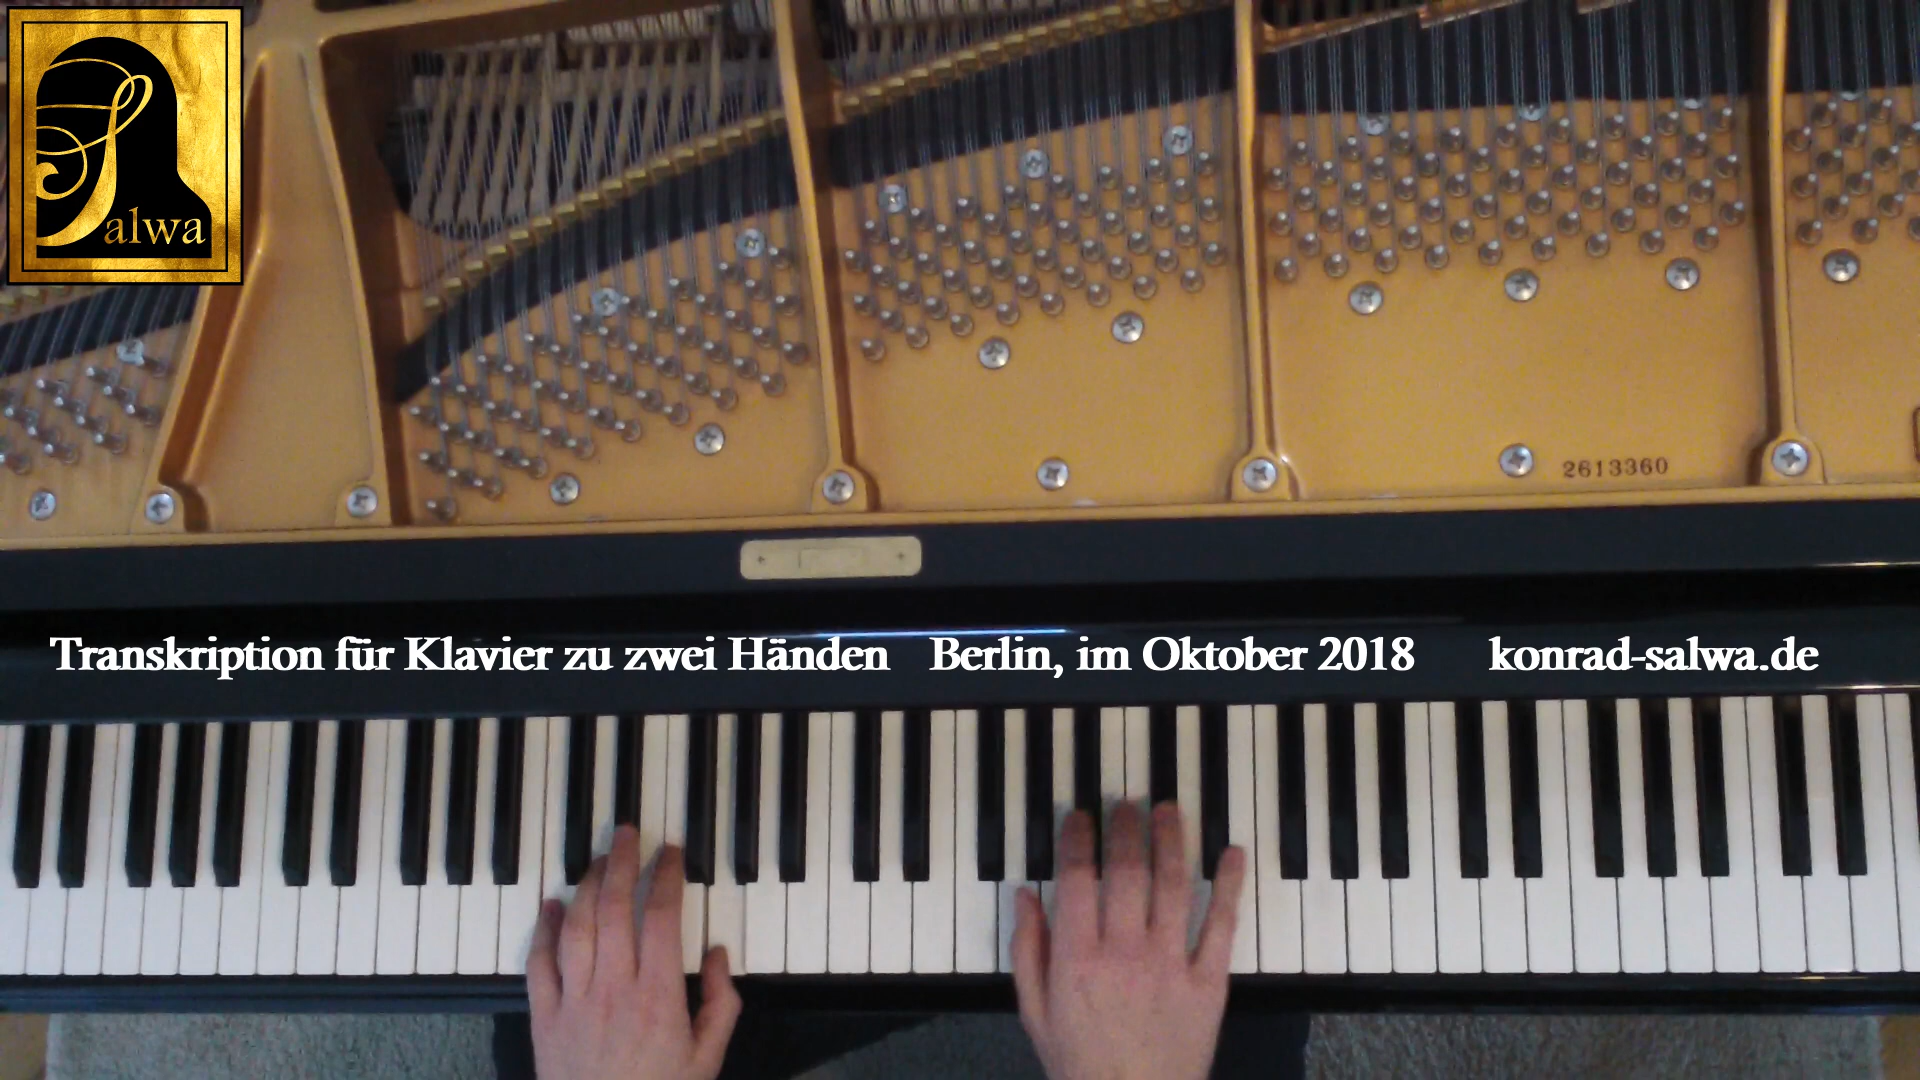 Salwa
2613360
Transkription für Klavier zu zwei Händen Berlin, im Oktober 2018 konrad-salwa.de